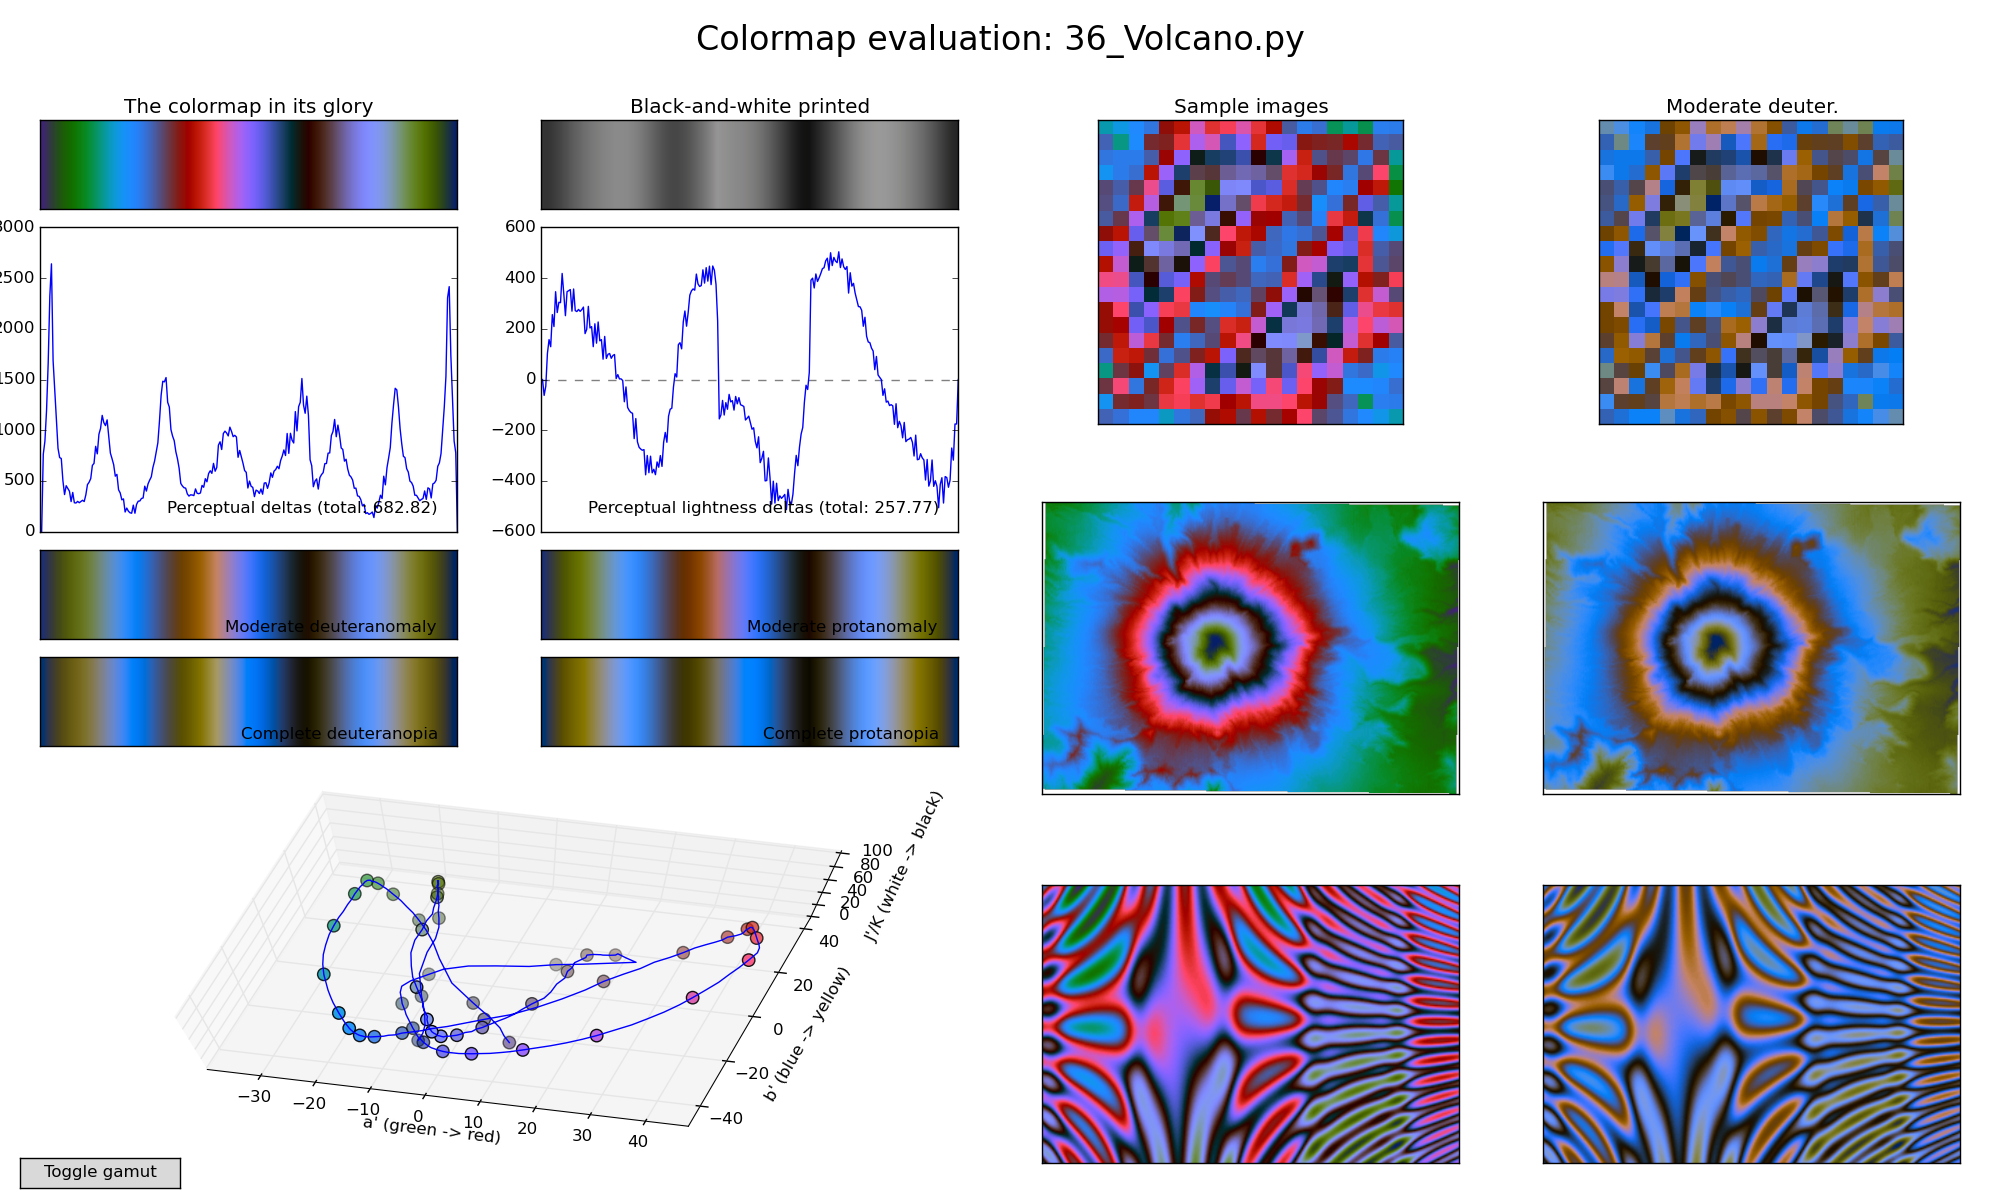 Colormap evaluation: 36_Volcano.py
The colormap in its glory
Black-and-white printed
Sample images
Moderate deuter.
3000
2500
2000
1500
1000
500
0
Perceptual deltas (total: 682.82)
600
400
200
0
−200
−400
−600
Perceptual lightness deltas (total: 257.77)
Moderate deuteranomaly
Moderate protanomaly
Complete deuteranopia
Complete protanopia
−30
−20
−10
0
10
20
30
40
a' (green -> red)
−40
−20
0
20
40
b' (blue -> yellow)
0
20
40
60
80
100
J'/K (white -> black)
Toggle gamut